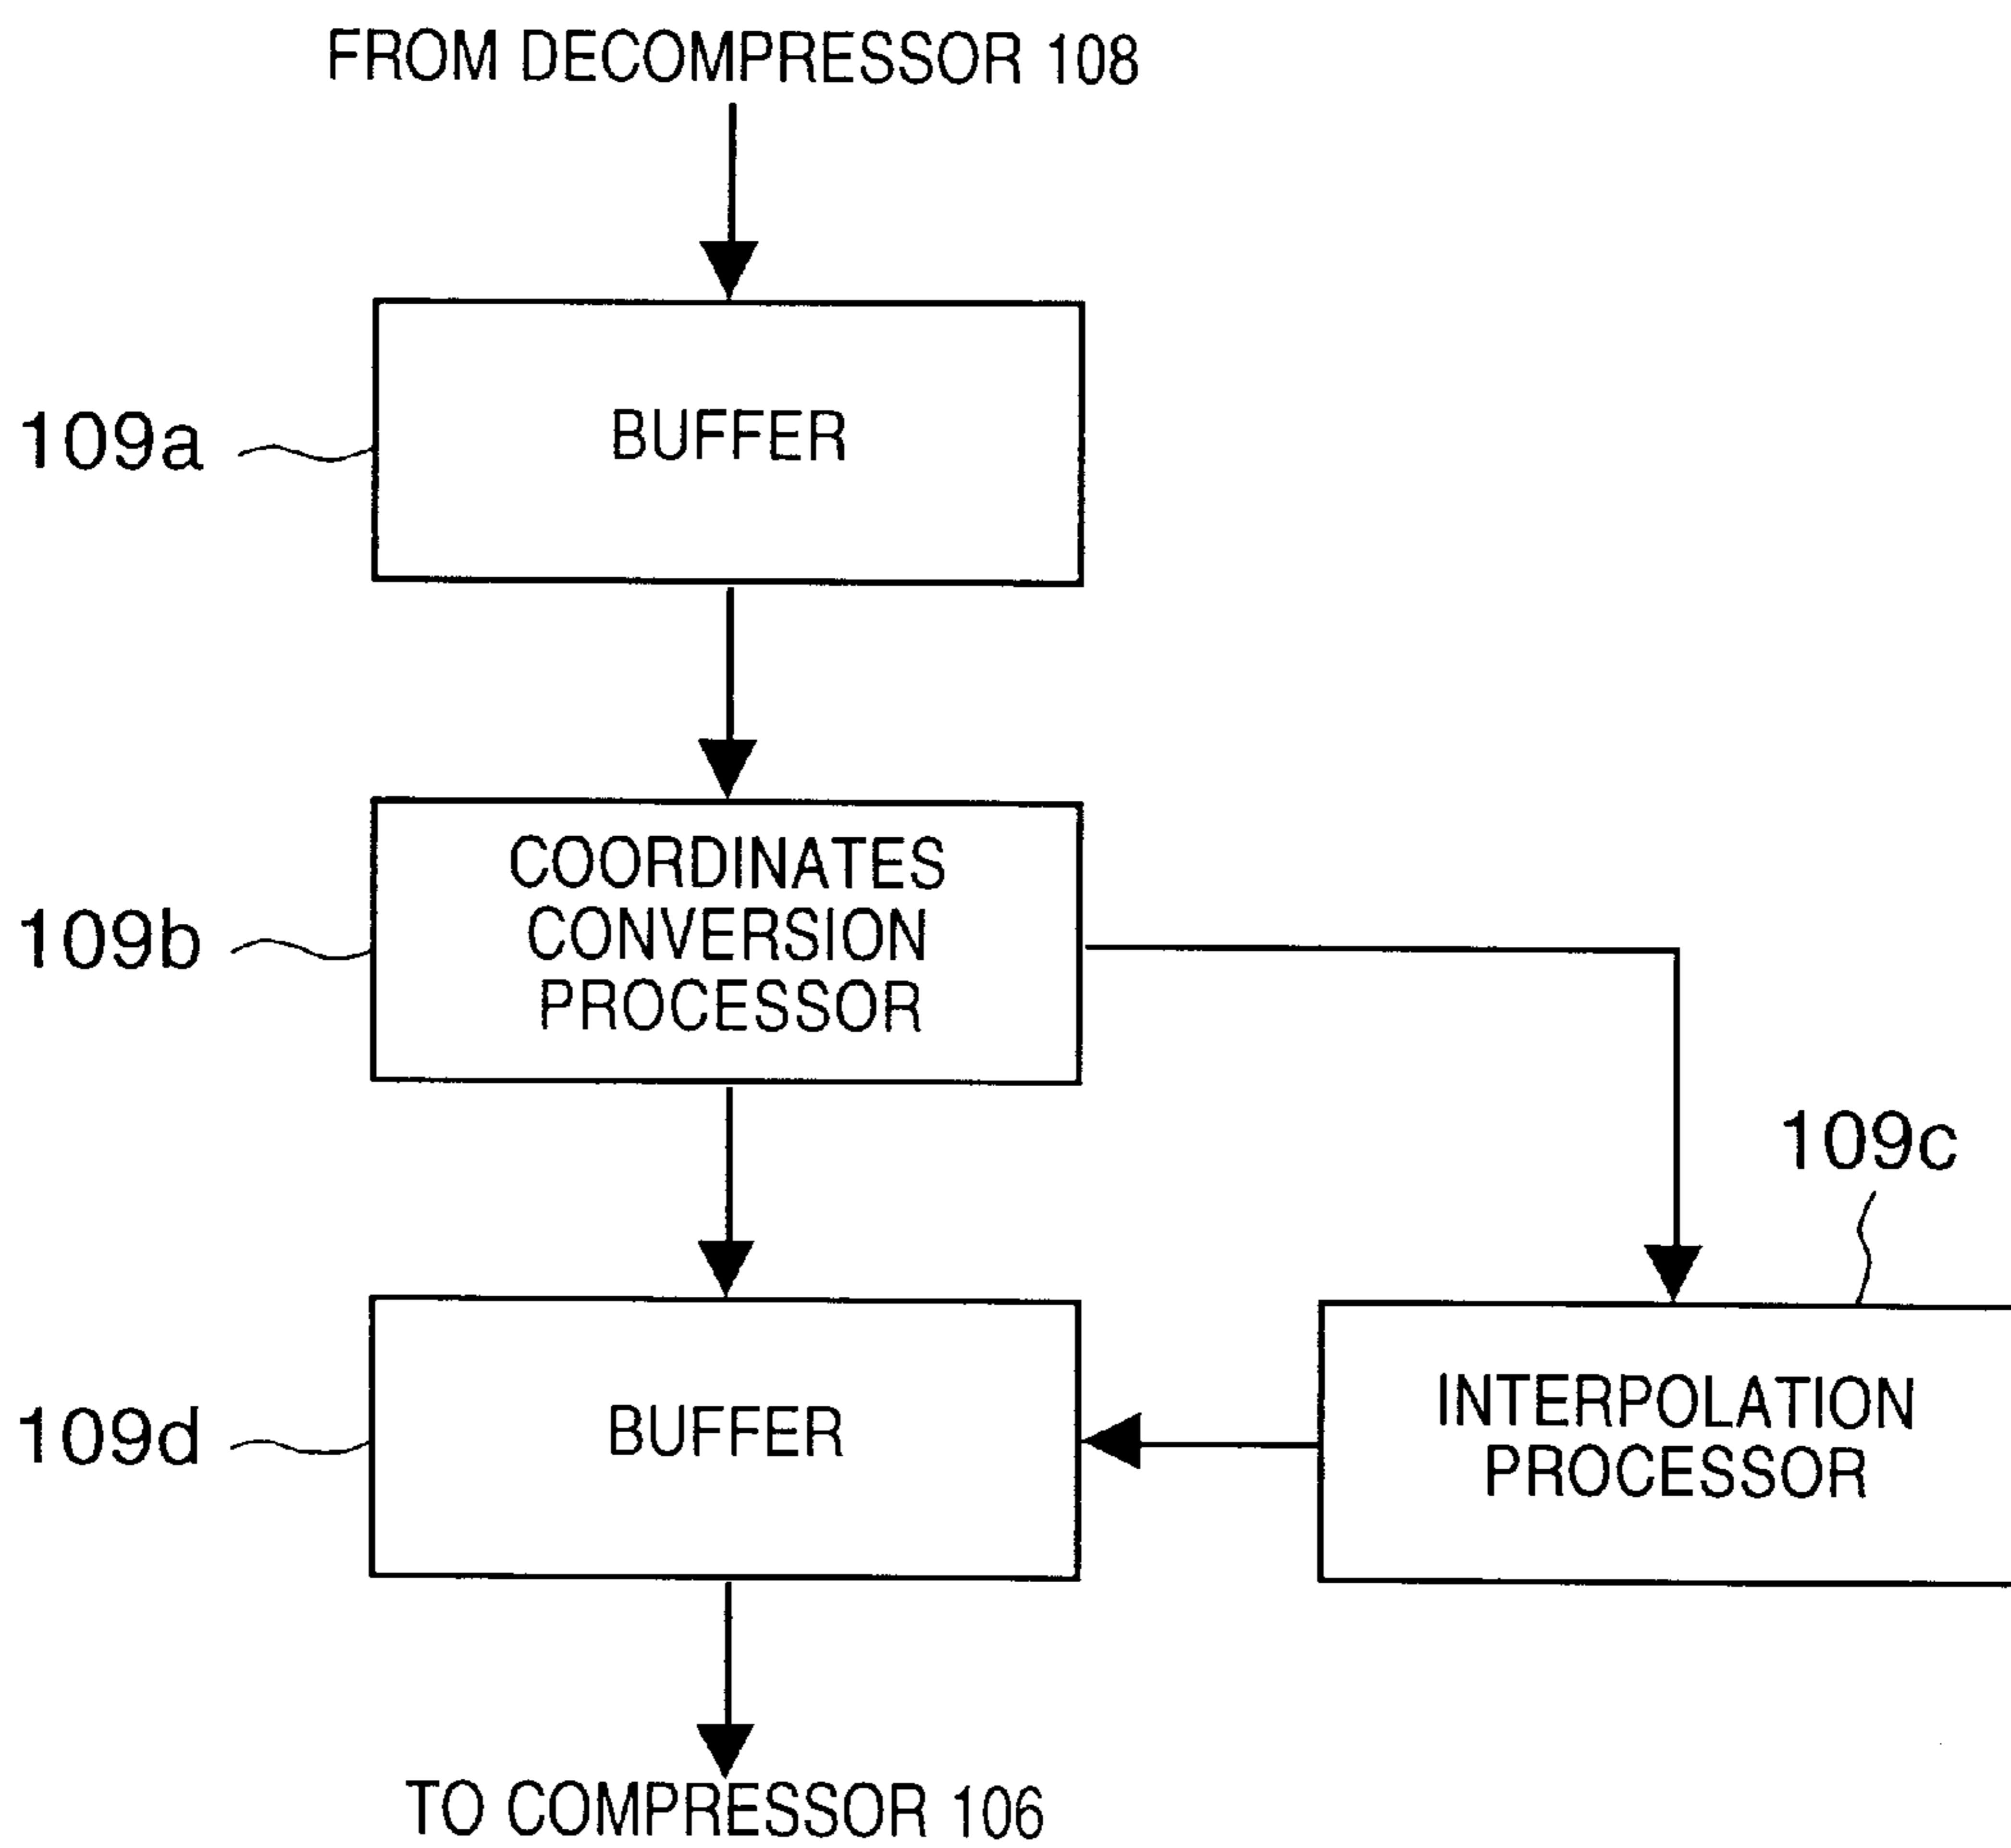 FROM DECOMPRESSOR 108
109a
BUFFER
109b
COORDINATES
CONVERSION
PROCESSOR
109c
109d
BUFFER
INTERPOLATION
PROCESSOR
TO COMPRESSOR 106